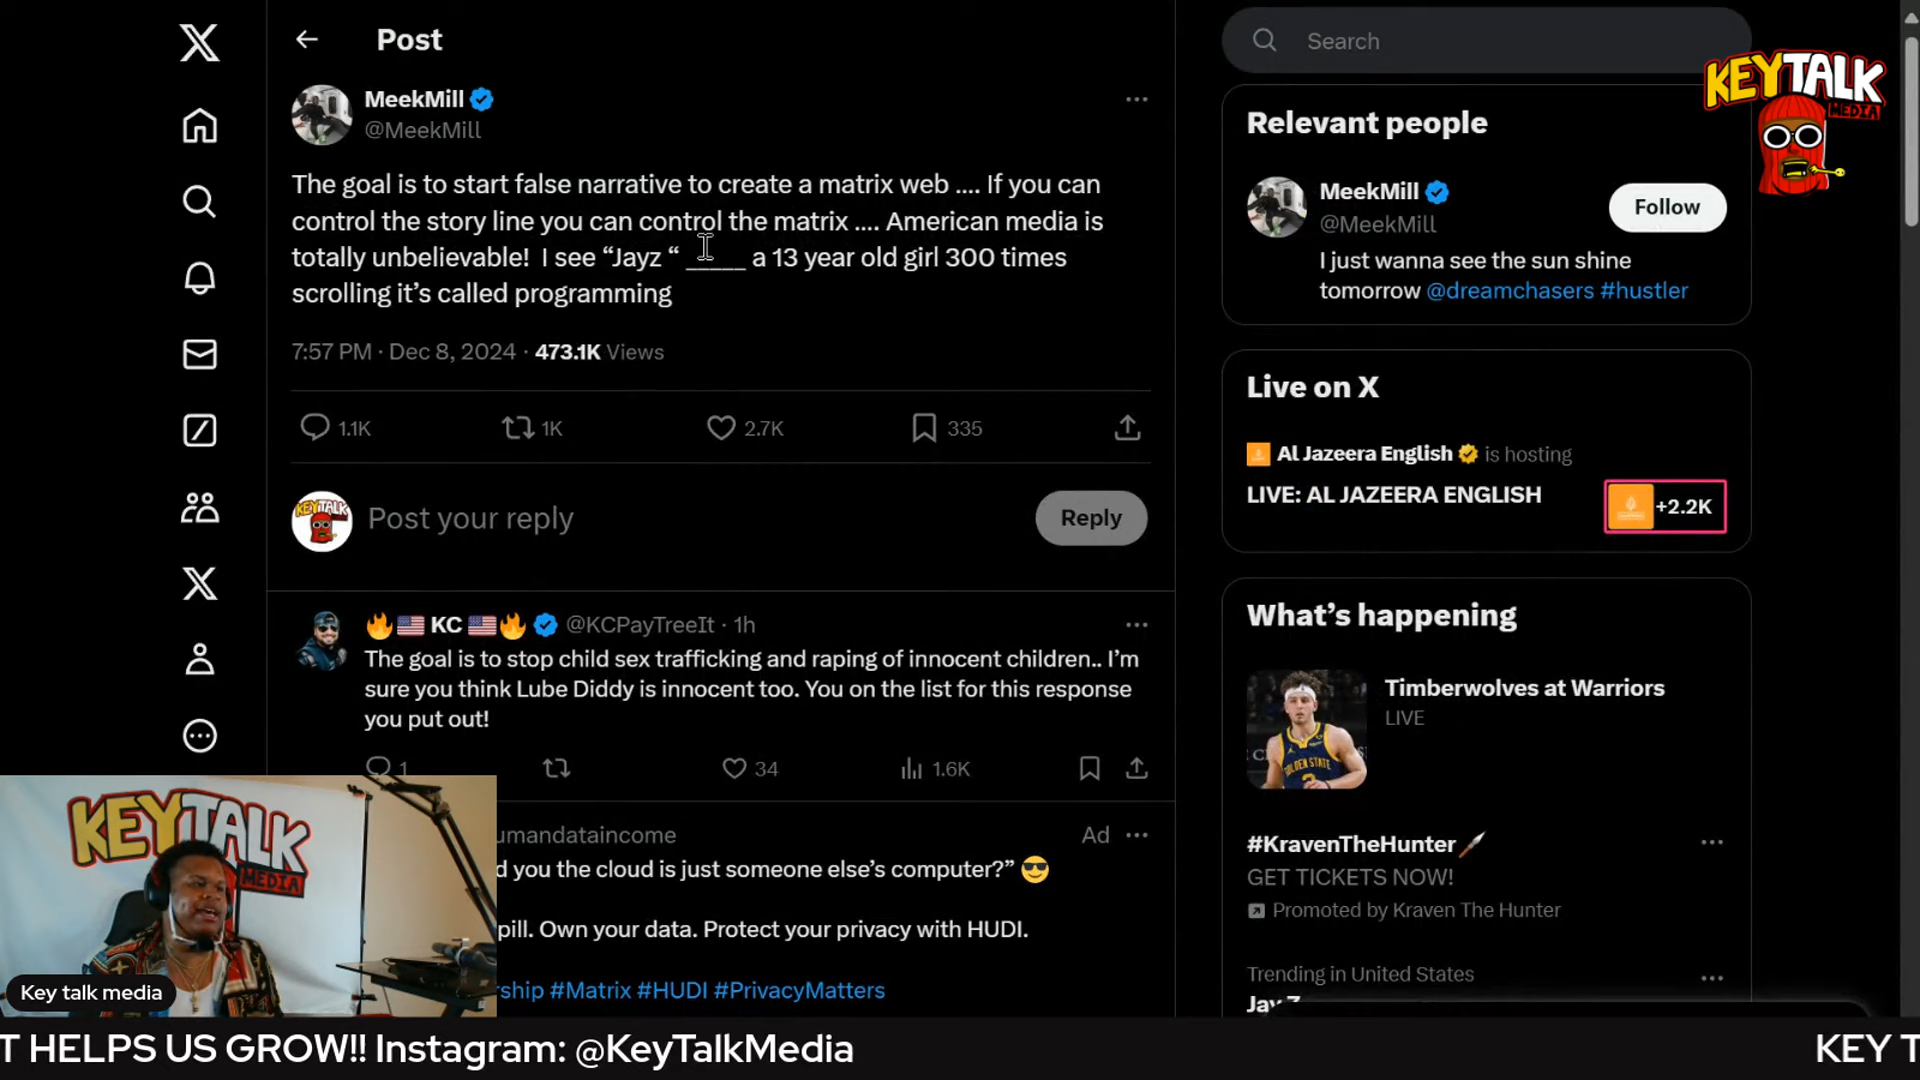 Post
Search
KEYTALK
MEDIA
MeekMill
@MeekMill
The goal is to start false narrative to create a matrix web .... If you can
control the story line you can control the matrix .... American media is
totally unbelievable!  I see “Jayz “ _____ a 13 year old girl 300 times
scrolling it’s called programming
7:57 PM · Dec 8, 2024 · 473.1K Views
1.1K
1K
2.7K
335
Post your reply
Reply
KC @KCPayTreeIt · 1h
The goal is to stop child sex trafficking and raping of innocent children.. I’m
sure you think Lube Diddy is innocent too. You on the list for this response
you put out!
1
34
1.6K
umandataincome
Ad
d you the cloud is just someone else’s computer?” 😎
pill. Own your data. Protect your privacy with HUDI.
rship #Matrix #HUDI #PrivacyMatters
Relevant people
MeekMill
@MeekMill
Follow
I just wanna see the sun shine
tomorrow @dreamchasers #hustler
Live on X
Al Jazeera English is hosting
LIVE: AL JAZEERA ENGLISH
+2.2K
What’s happening
Timberwolves at Warriors
LIVE
GOLDEN STATE
#KravenTheHunter
GET TICKETS NOW!
Promoted by Kraven The Hunter
Trending in United States
Jay Z
KEYTALK
MEDIA
Key talk media
T HELPS US GROW!! Instagram: @KeyTalkMedia
KEY T